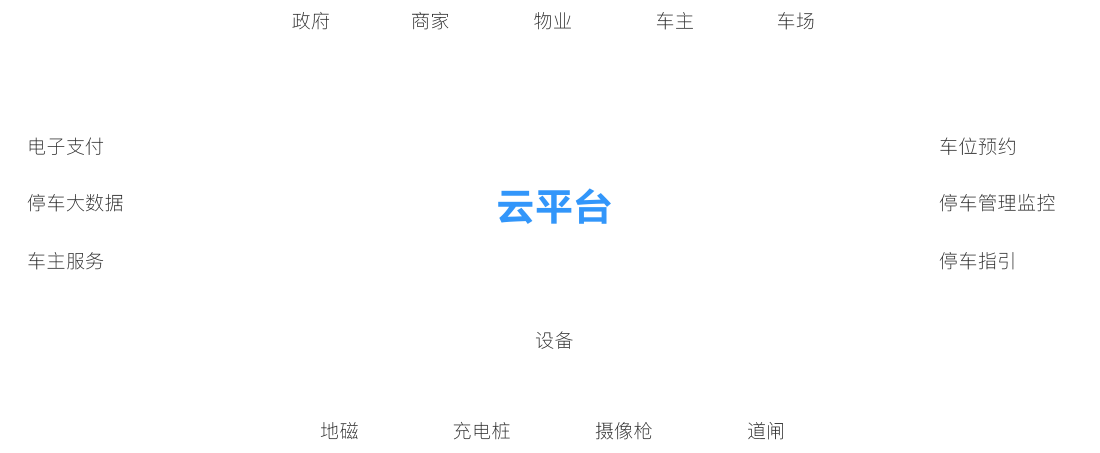 政府 商家 物业 车主 车场
电子支付 车位预约
云平台
停车大数据 停车管理监控
车主服务 停车指引
设备
地磁 充电桩 摄像枪 道闸